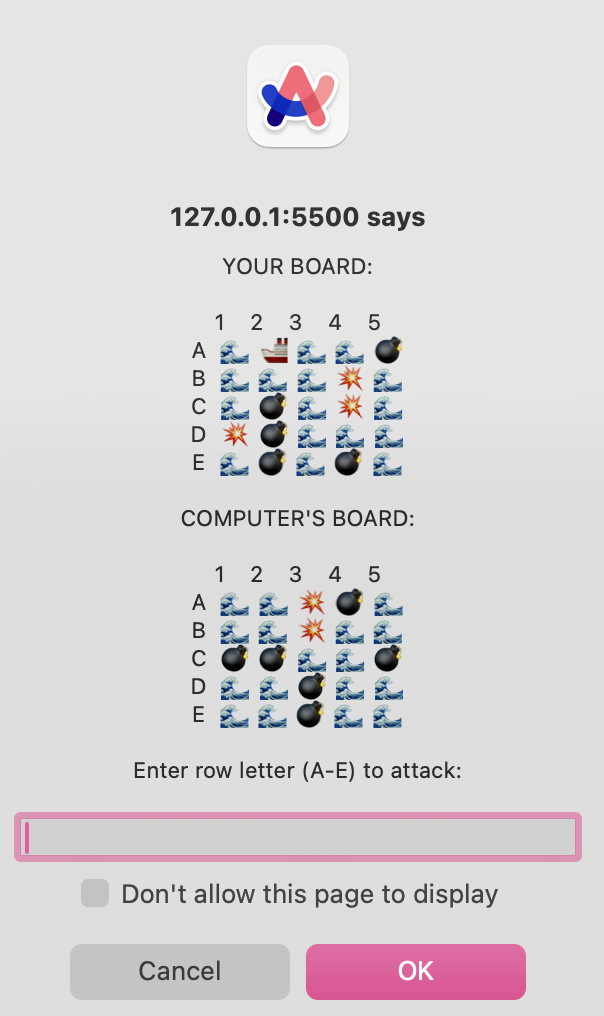 127.0.0.1:5500 says
YOUR BOARD:
1 2 3 4 5
A 🌊 🚢 🌊 🌊 💣
B 🌊 🌊 🌊 💥 🌊
C 🌊 💣 🌊 💥 🌊
D 💥 💣 🌊 🌊 🌊
E 🌊 💣 🌊 💣 🌊
COMPUTER'S BOARD:
1 2 3 4 5
A 🌊 🌊 💥 💣 🌊
B 🌊 🌊 💥 🌊 🌊
C 💣 💣 🌊 🌊 💣
D 🌊 🌊 💣 🌊 🌊
E 🌊 🌊 💣 🌊 🌊
Enter row letter (A-E) to attack:
Don't allow this page to display
Cancel OK